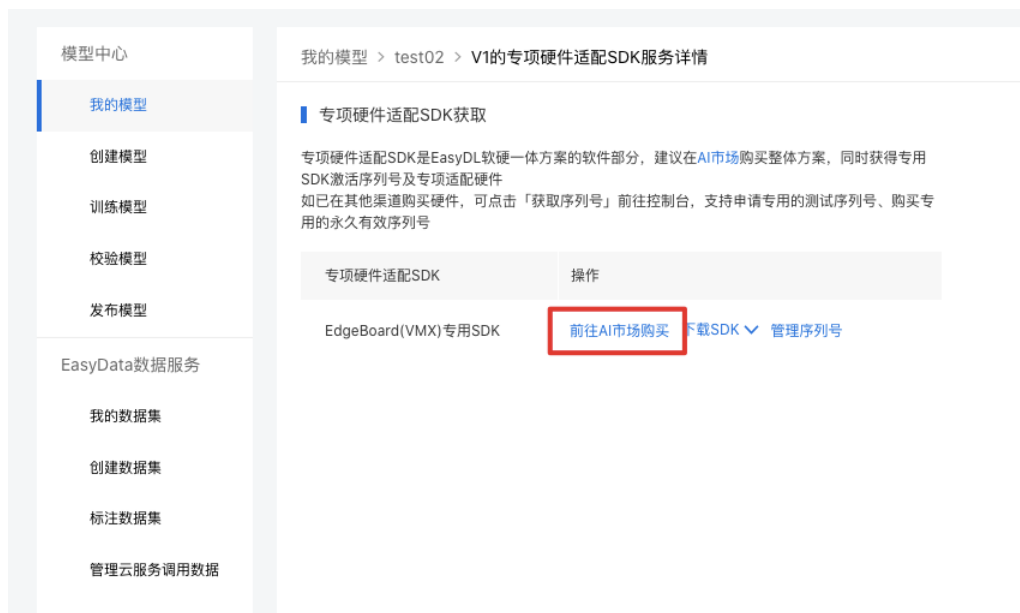 模型中心
我的模型
创建模型
训练模型
校验模型
发布模型
EasyData数据服务
我的数据集
创建数据集
标注数据集
管理云服务调用数据
我的模型 > test02 > V1的专项硬件适配SDK服务详情
专项硬件适配SDK获取
专项硬件适配SDK是EasyDL软硬一体方案的软件部分，建议在AI市场购买整体方案，同时获得专用
SDK激活序列号及专项适配硬件
如已在其他渠道购买硬件，可点击「获取序列号」前往控制台，支持申请专用的测试序列号、购买专
用的永久有效序列号
专项硬件适配SDK 操作
EdgeBoard(VMX)专用SDK 前往AI市场购买 下载SDK 管理序列号